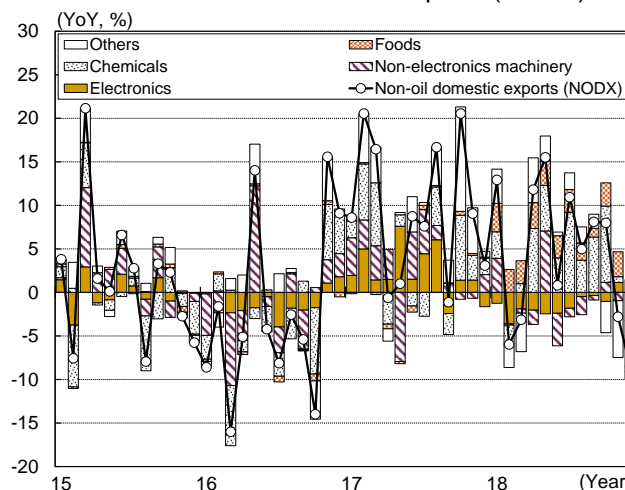 (YoY, %)
30
25
20
15
10
5
0
-5
-10
-15
-20
Others
Foods
Chemicals
Non-electronics machinery
Electronics
Non-oil domestic exports (NODX)
15 16 17 18
(Year